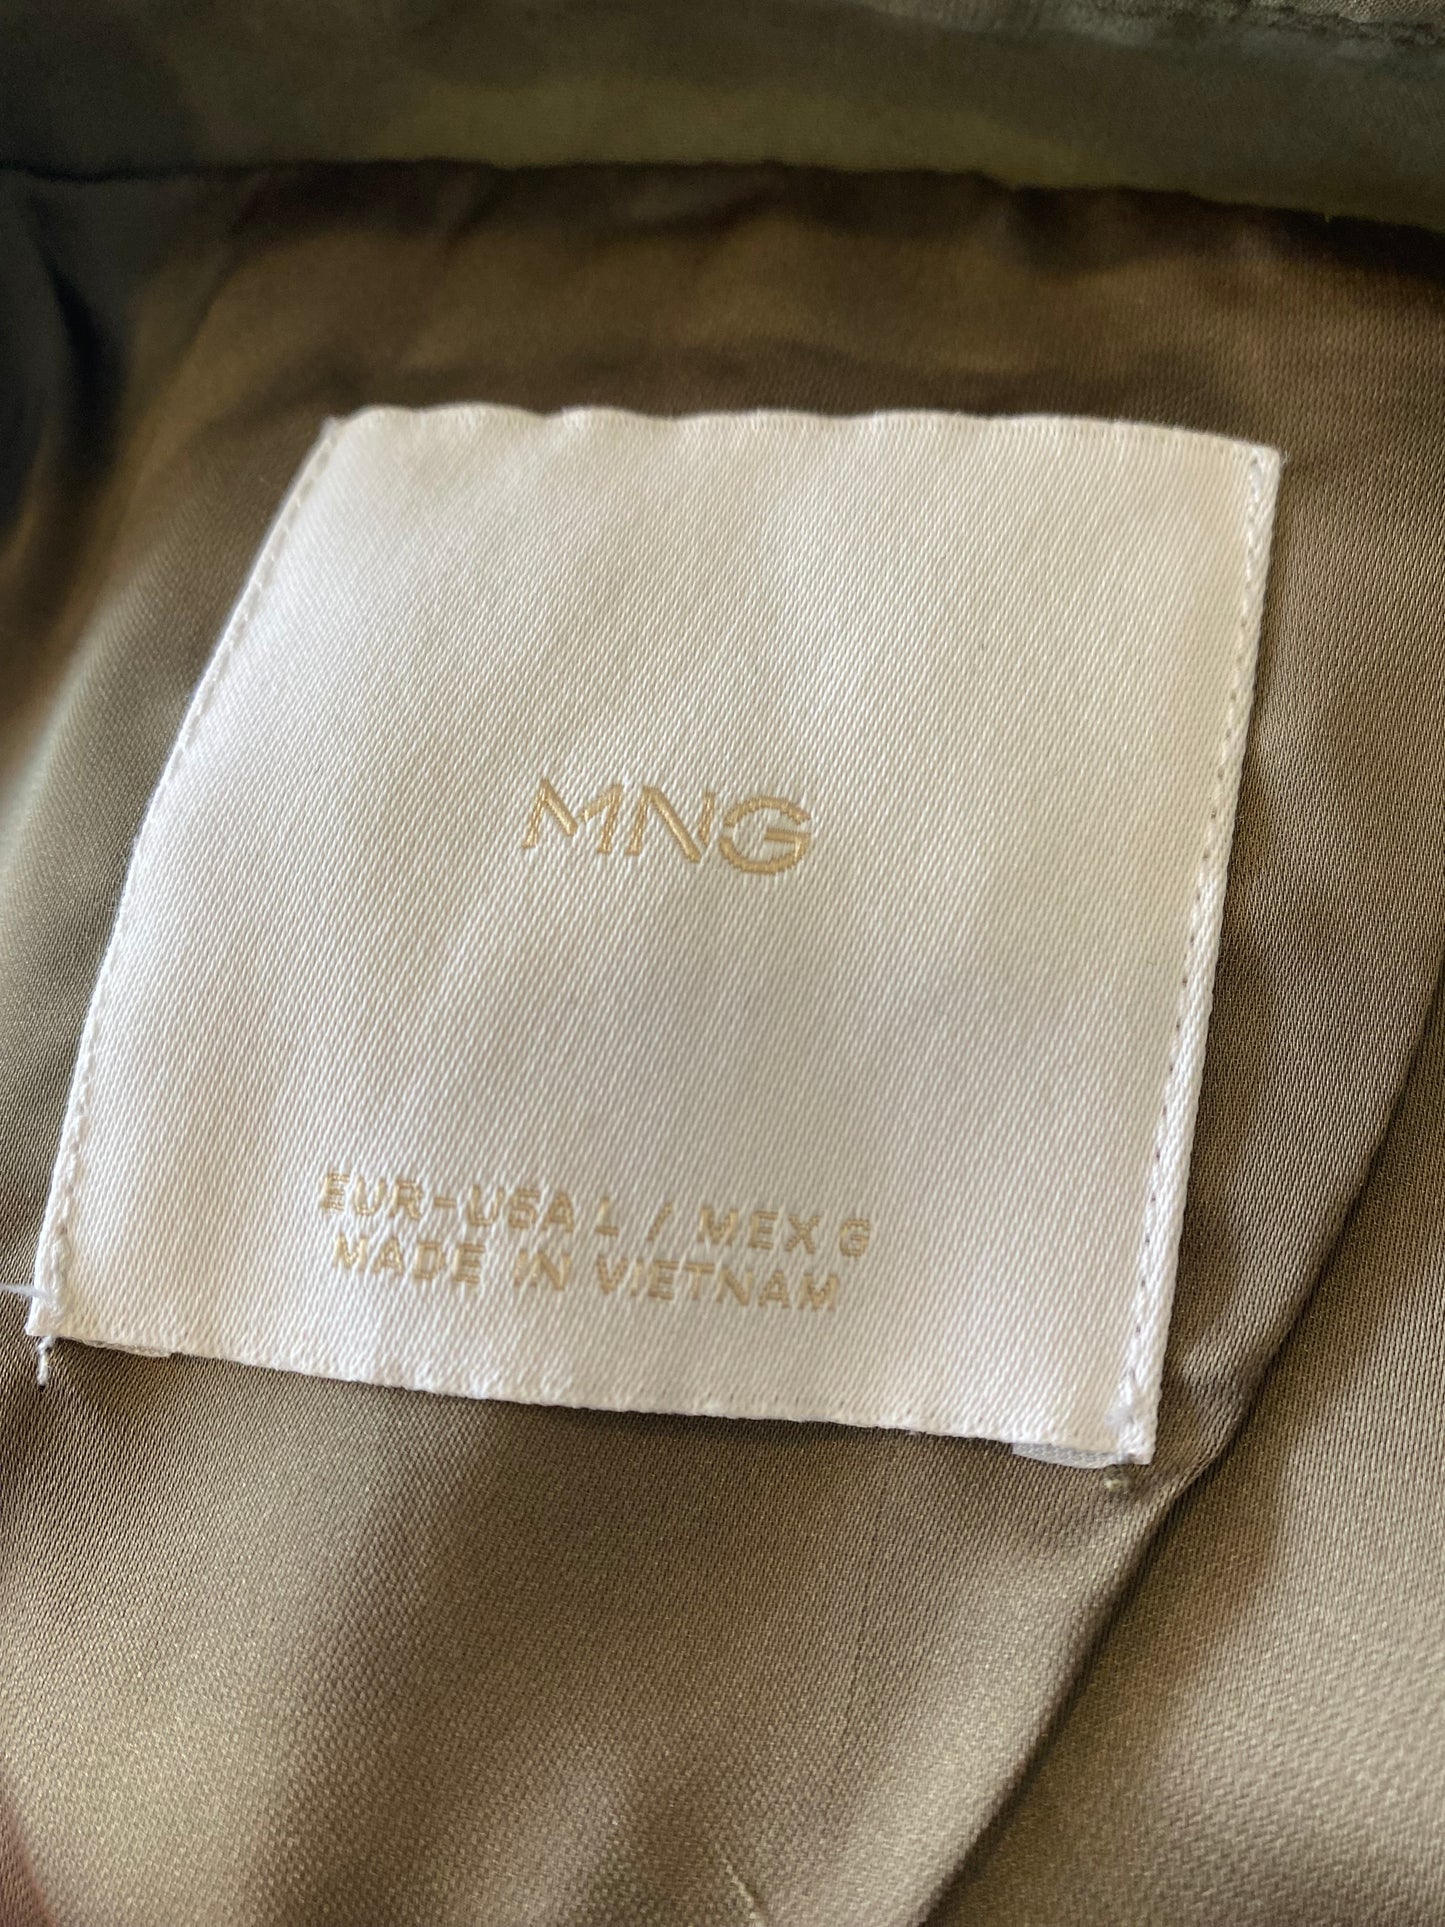 MNG
EUR-USA L / MEX G
MADE IN VIETNAM